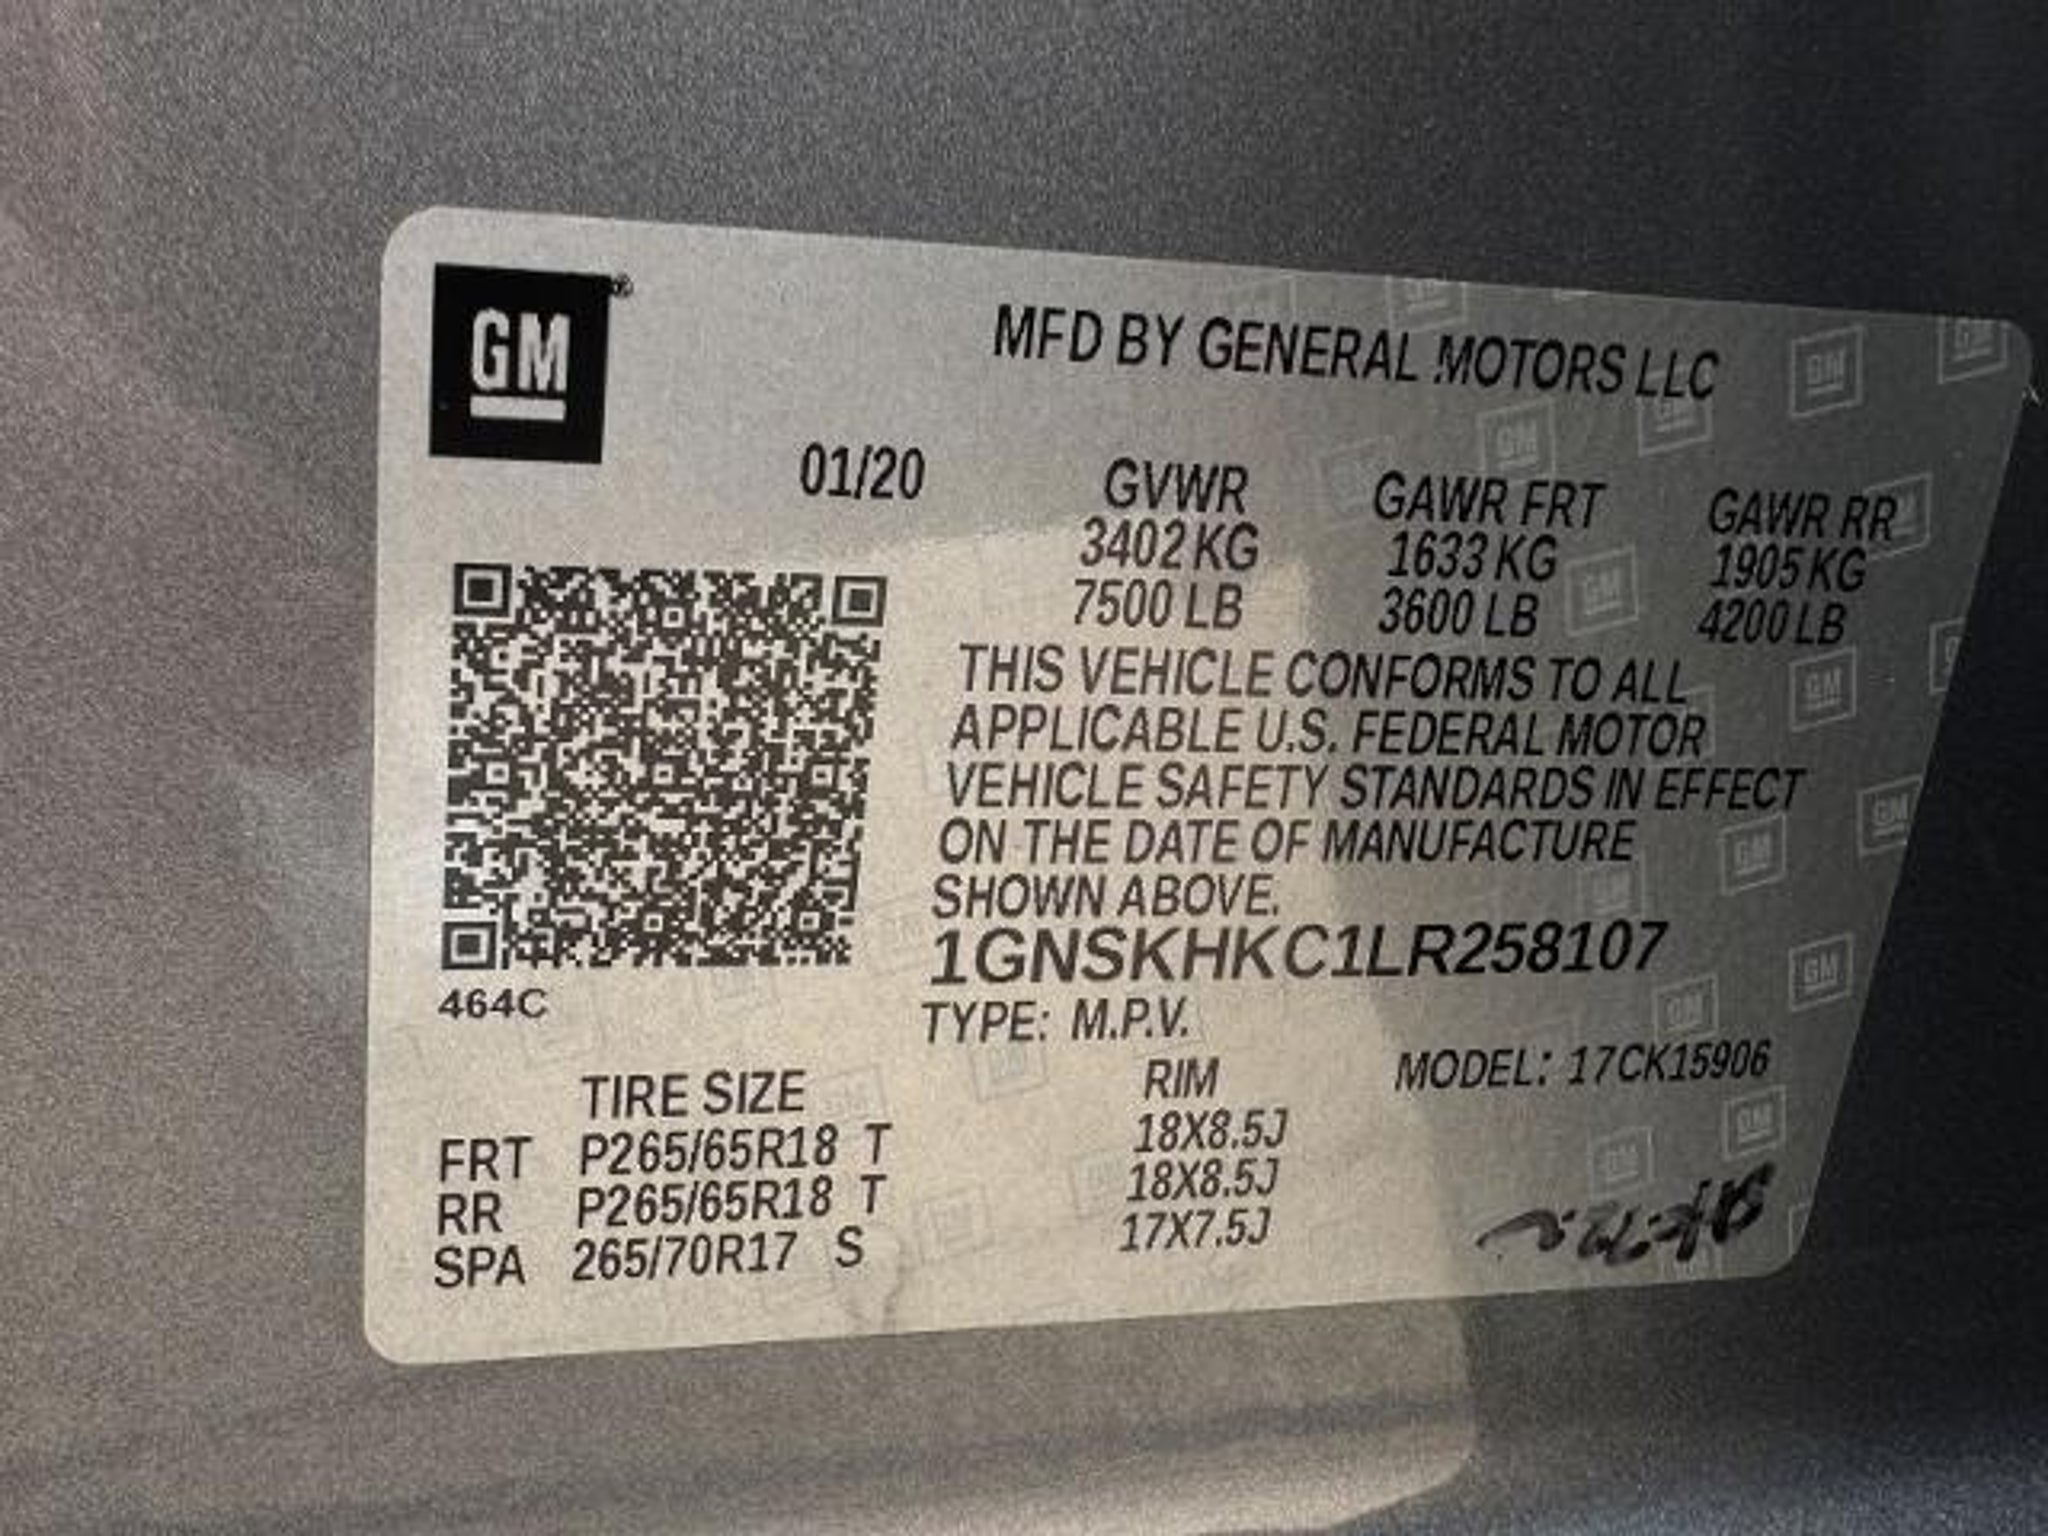 GM
MFD BY GENERAL MOTORS LLC
01/20 GVWR GAWR FRT GAWR RR
3402 KG 1633 KG 1905 KG
7500 LB 3600 LB 4200 LB
THIS VEHICLE CONFORMS TO ALL
APPLICABLE U.S. FEDERAL MOTOR
VEHICLE SAFETY STANDARDS IN EFFECT
ON THE DATE OF MANUFACTURE
SHOWN ABOVE.
1GNSKHKC1LR258107
464C
TYPE: M.P.V.
MODEL: 17CK15906
TIRE SIZE RIM
FRT P265/65R18 T 18X8.5J
RR P265/65R18 T 18X8.5J
SPA 265/70R17 S 17X7.5J